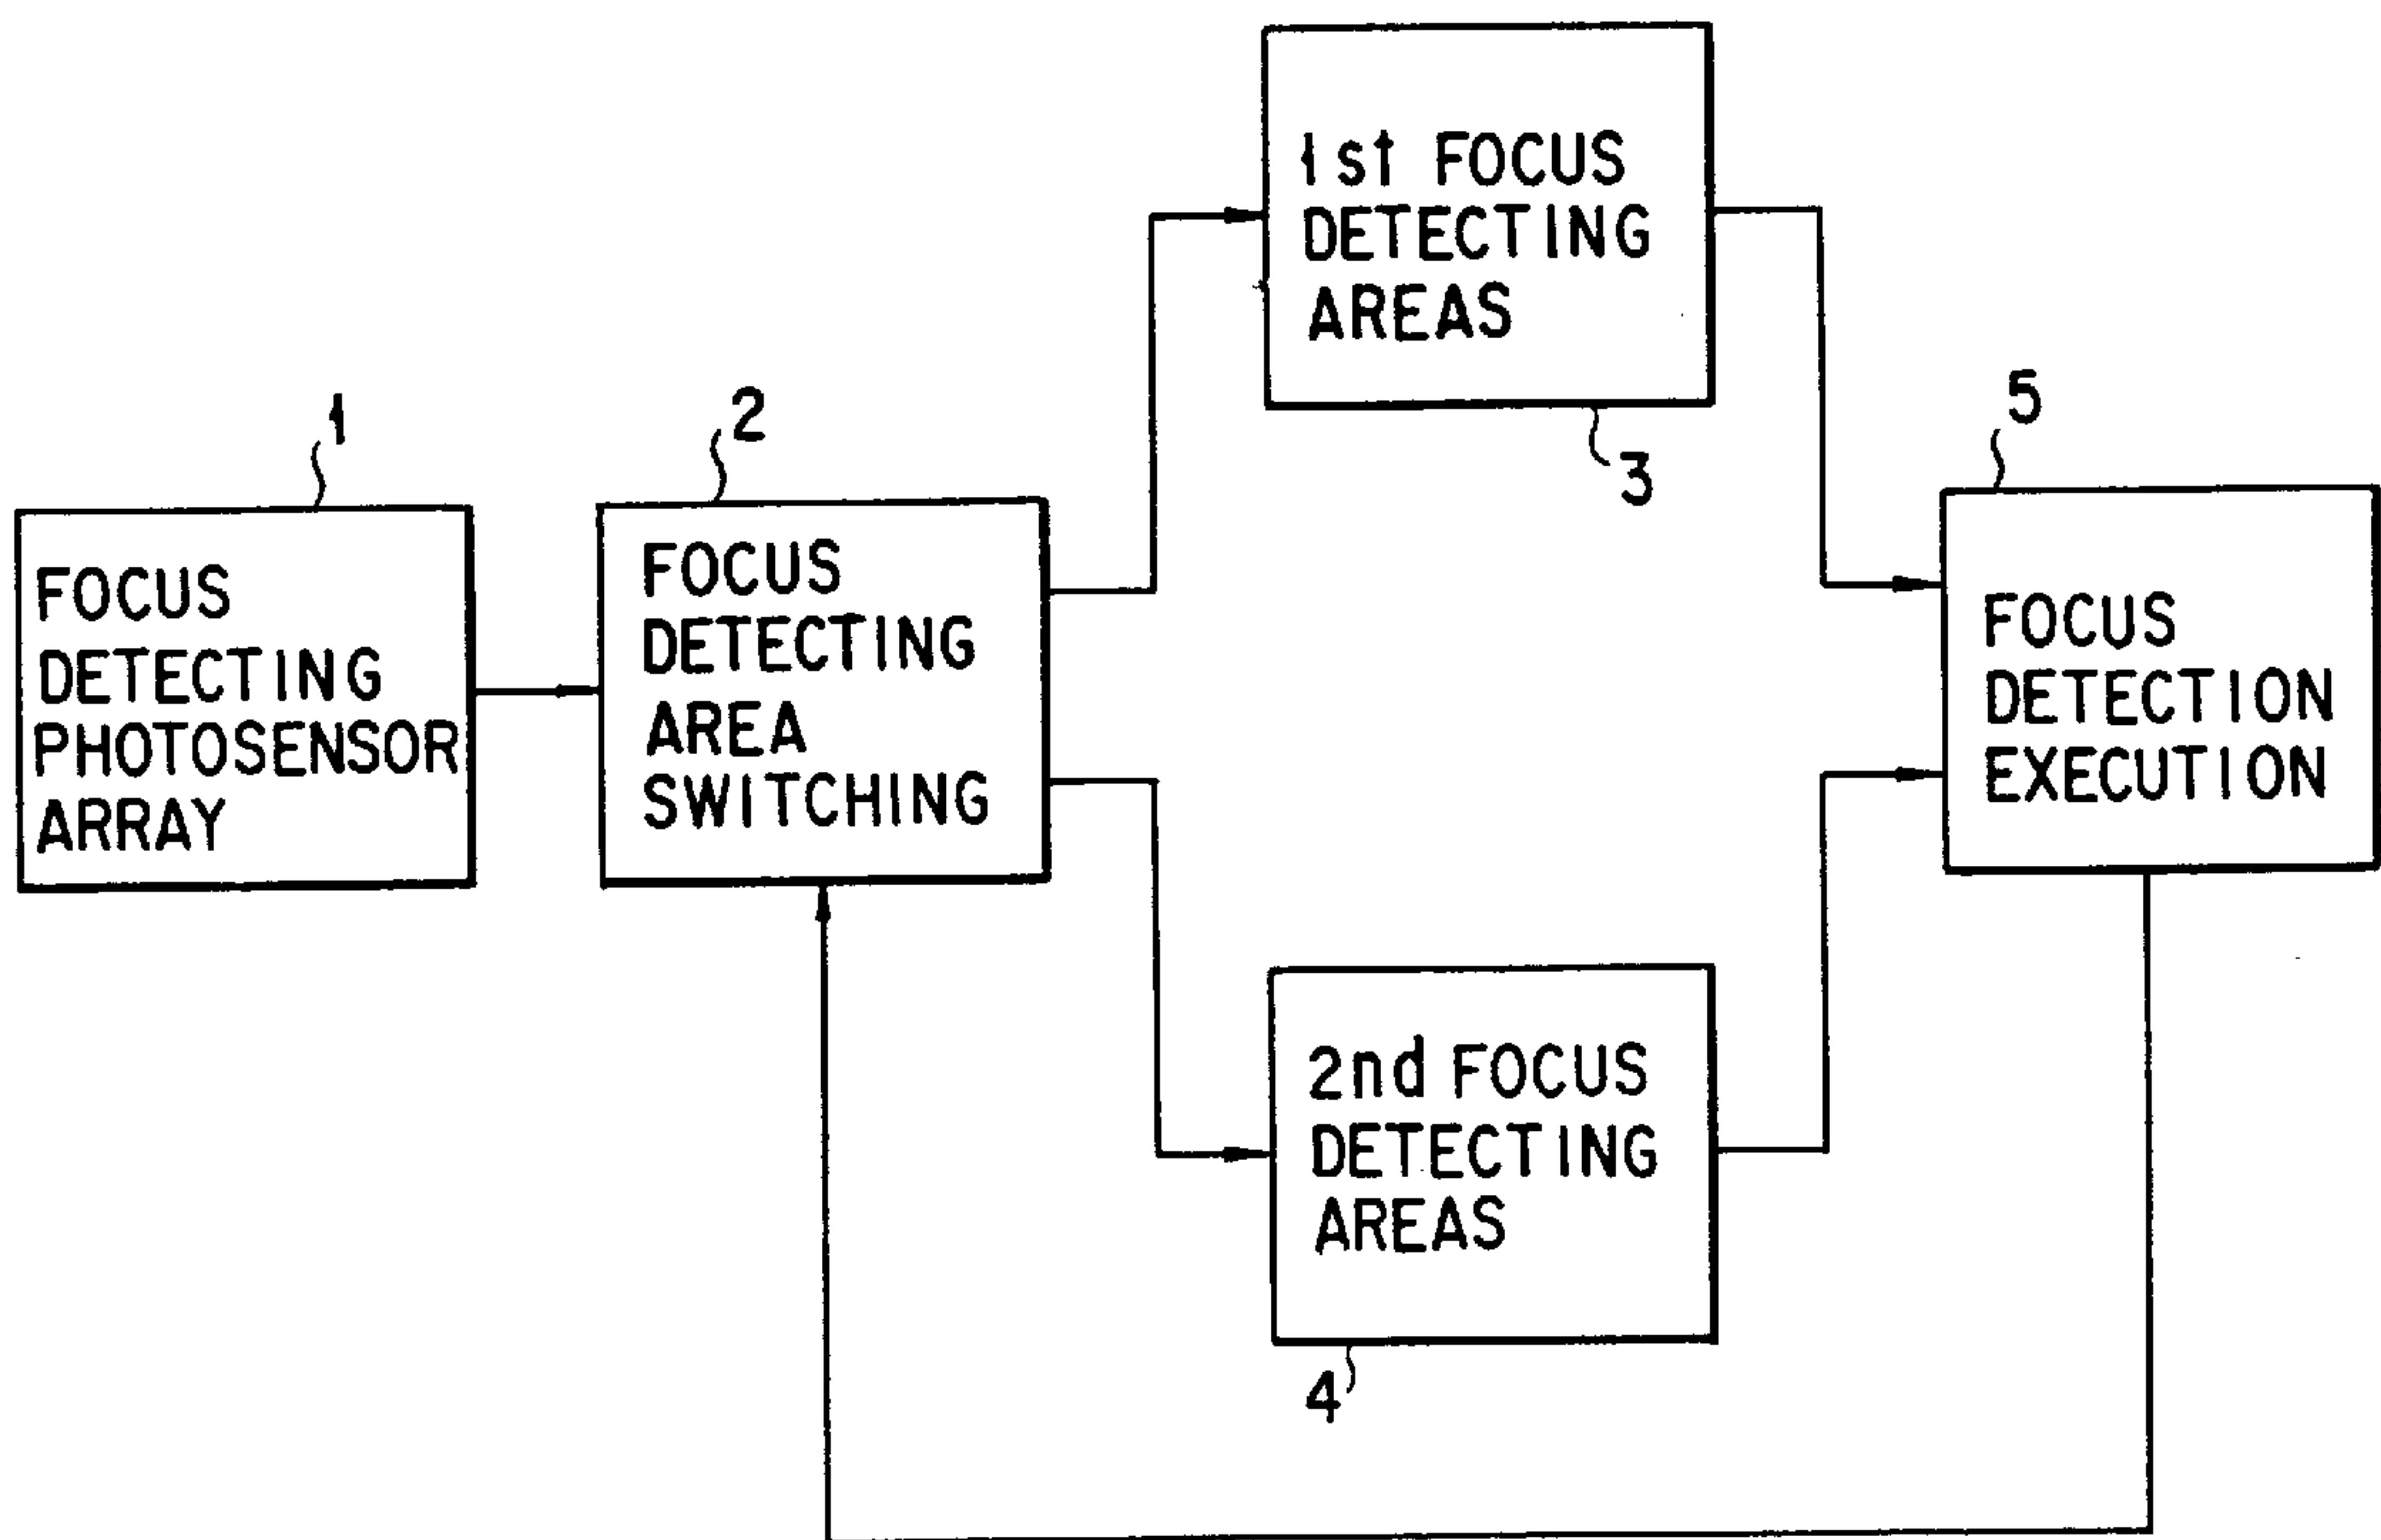 1
FOCUS
DETECTING
PHOTOSENSOR
ARRAY
2
FOCUS
DETECTING
AREA
SWITCHING
1st FOCUS
DETECTING
AREAS
3
2nd FOCUS
DETECTING
AREAS
4
5
FOCUS
DETECTION
EXECUTION